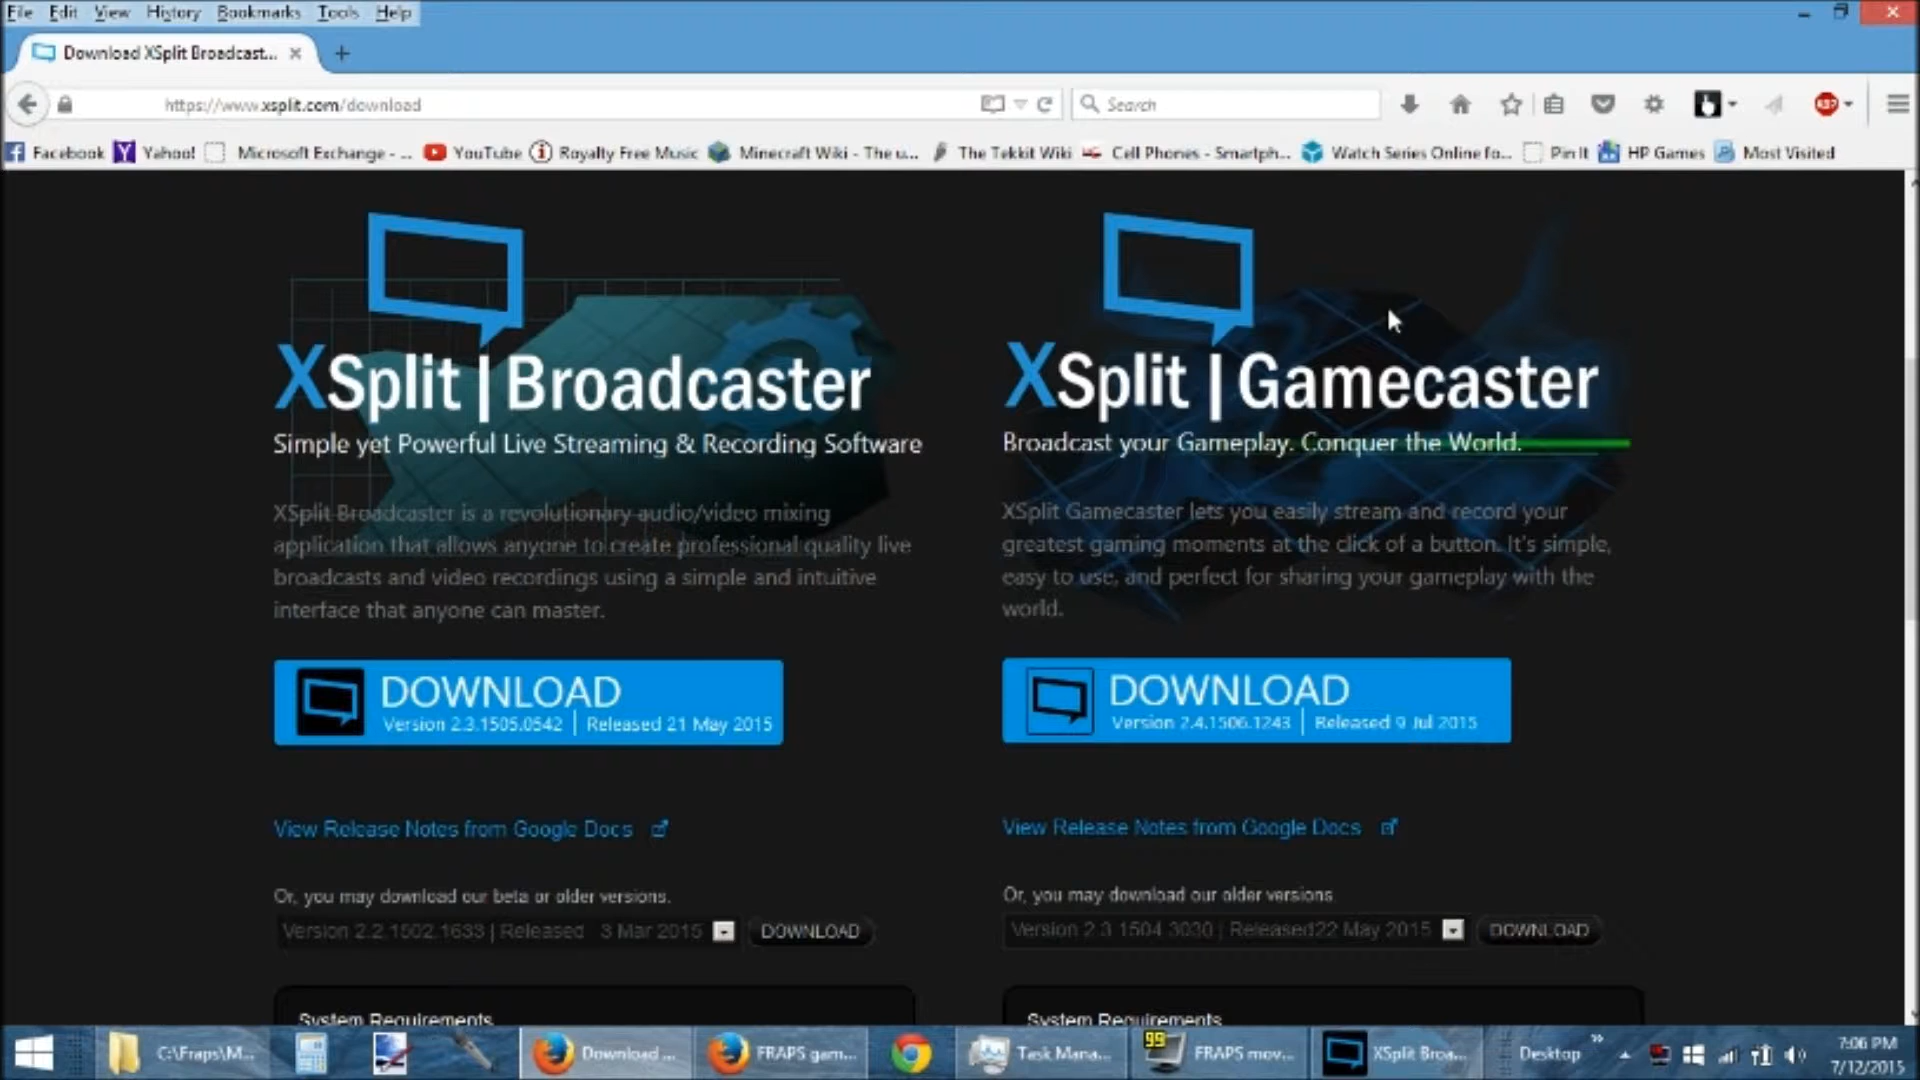 File Edit View History Bookmarks Tools Help
Download XSplit Broadcast...
https://www.xsplit.com/download
Search
Facebook Yahoo! Microsoft Exchange - ... YouTube Royalty Free Music Minecraft Wiki - The u... The Tekkit Wiki Cell Phones - Smartph... Watch Series Online fo... Pin It HP Games Most Visited
XSplit | Broadcaster
Simple yet Powerful Live Streaming & Recording Software
XSplit Broadcaster is a revolutionary audio/video mixing
application that allows anyone to create professional quality live
broadcasts and video recordings using a simple and intuitive
interface that anyone can master.
DOWNLOAD
Version 2.3.1505.0542 | Released 21 May 2015
View Release Notes from Google Docs
Or, you may download our beta or older versions.
Version 2.2.1502.1633 | Released 3 Mar 2015 DOWNLOAD
System Requirements
XSplit | Gamecaster
Broadcast your Gameplay. Conquer the World.
XSplit Gamecaster lets you easily stream and record your
greatest gaming moments at the click of a button. It's simple,
easy to use, and perfect for sharing your gameplay with the
world.
DOWNLOAD
Version 2.4.1506.1243 | Released 9 Jul 2015
View Release Notes from Google Docs
Or, you may download our older versions.
Version 2.3.1504.3030 | Released22 May 2015 DOWNLOAD
System Requirements
C:\Fraps\M... Download ... FRAPS gam... Task Mana... 99 FRAPS mov... XSplit Broa... Desktop
7:06 PM
7/12/2015